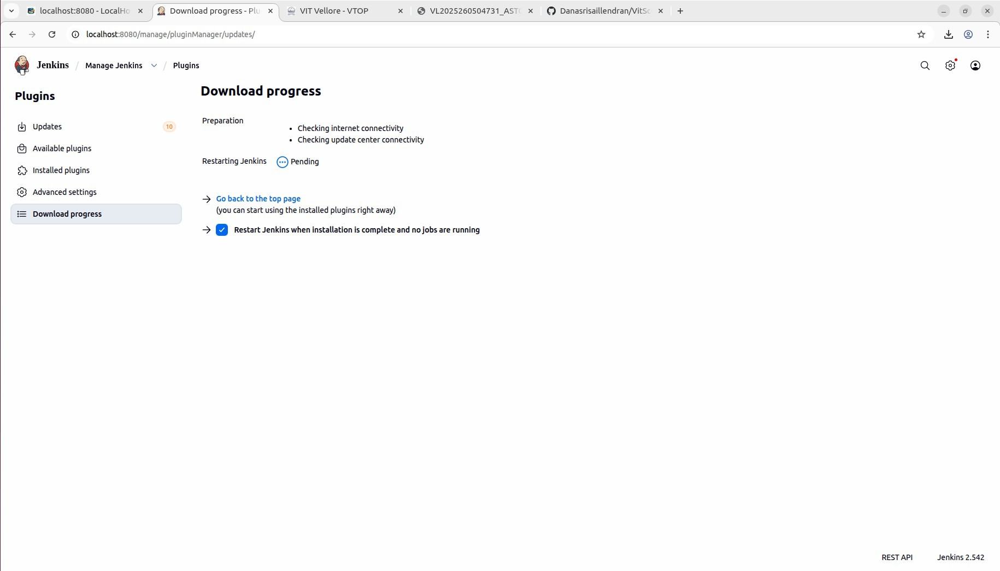 localhost:8080 - LocalHo
Download progress - Plu
VIT Vellore - VTOP
VL2025260504731_ASTO
Danasrisaillendran/VitSc
localhost:8080/manage/pluginManager/updates/
Jenkins / Manage Jenkins / Plugins
Plugins
Updates 10
Available plugins
Installed plugins
Advanced settings
Download progress
Download progress
Preparation
• Checking internet connectivity
• Checking update center connectivity
Restarting Jenkins Pending
Go back to the top page
(you can start using the installed plugins right away)
Restart Jenkins when installation is complete and no jobs are running
REST API Jenkins 2.542